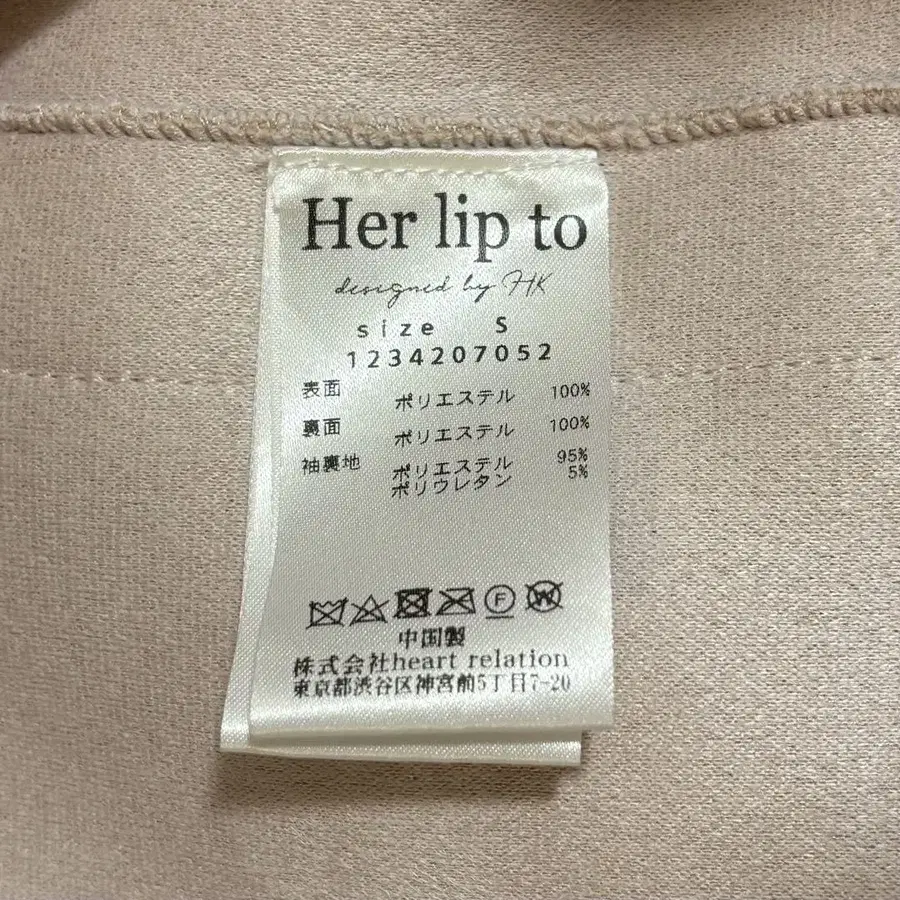 Her lip to
designed by HK
size S
1234207052
表面 ポリエステル 100%
裏面 ポリエステル 100%
袖裏地 ポリエステル 95%
ポリウレタン 5%
中国製
株式会社heart relation
東京都渋谷区神宮前5丁目7-20